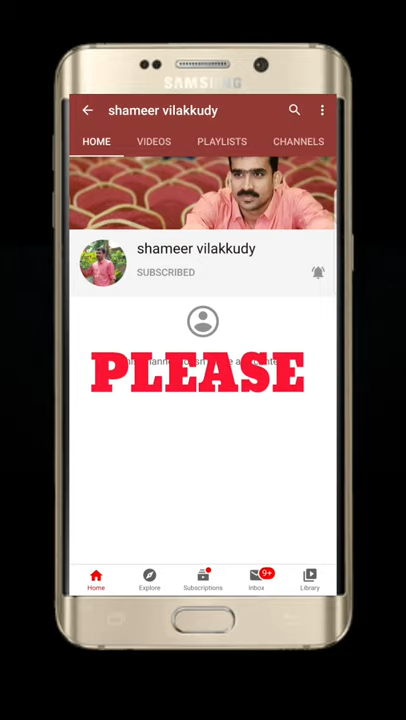 SAMSUNG
shameer vilakkudy
HOME VIDEOS PLAYLISTS CHANNELS
shameer vilakkudy
SUBSCRIBED
PLEASE
9+
Home Explore Subscriptions Inbox Library